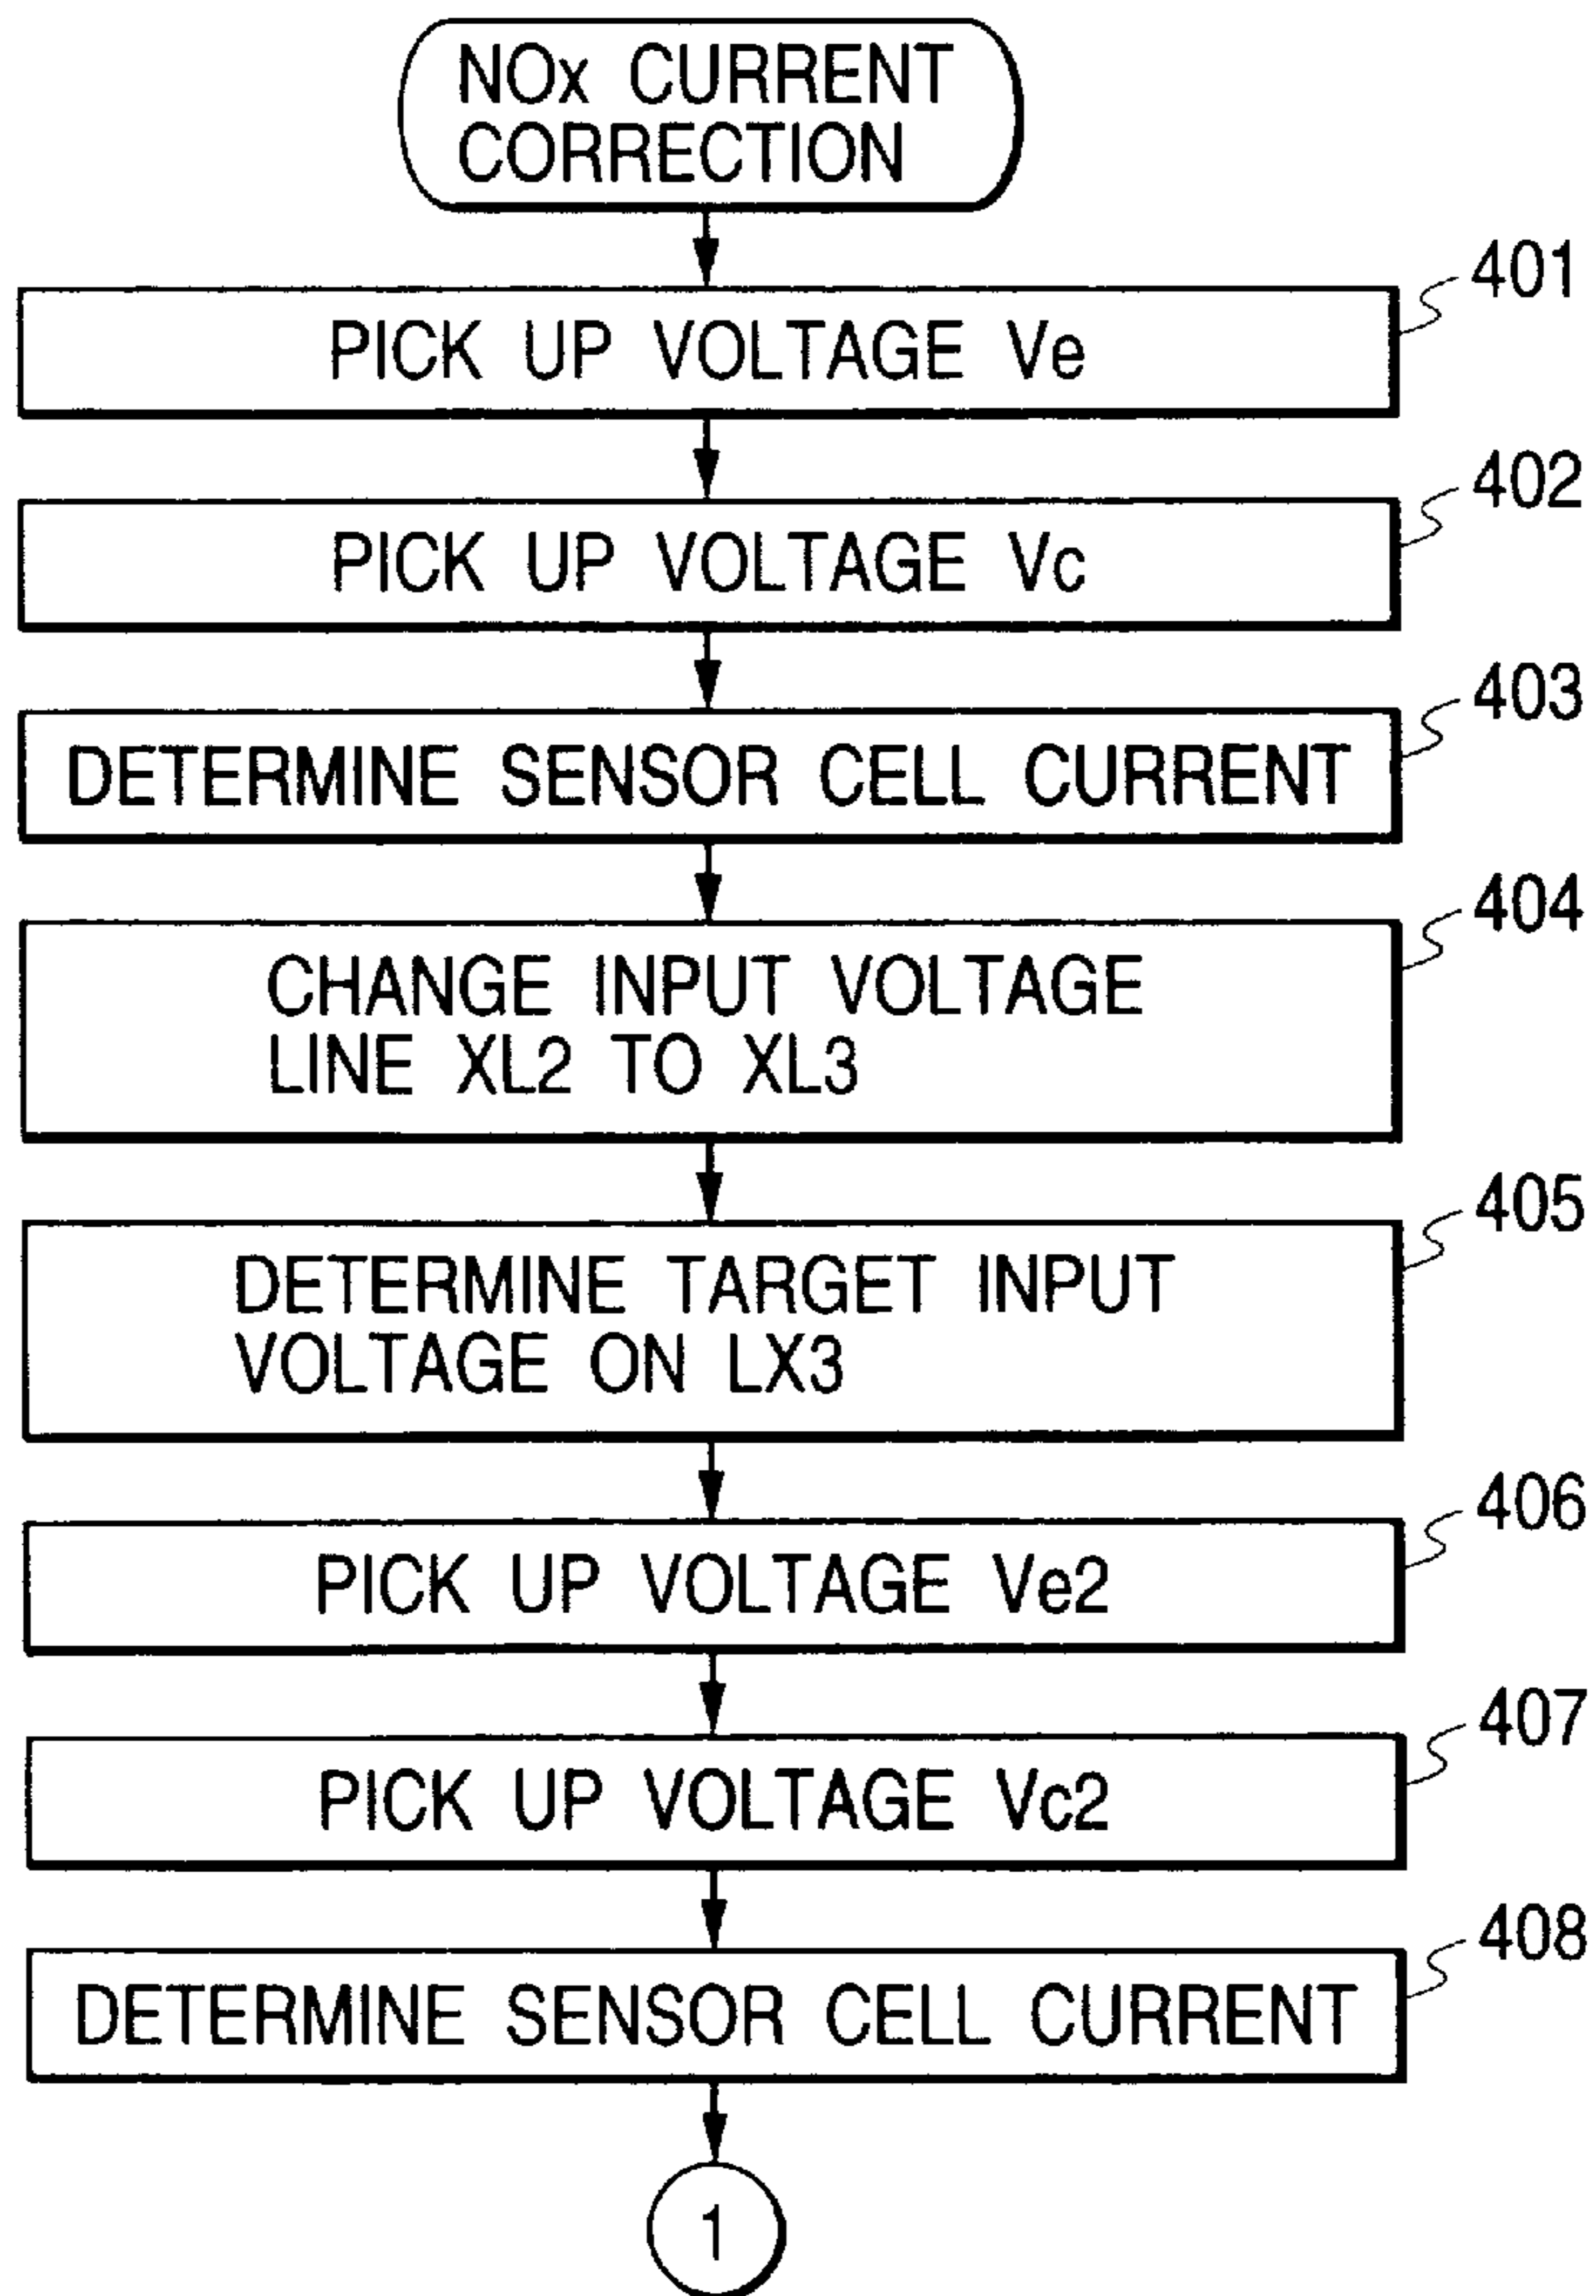 NOx CURRENT
CORRECTION
401
PICK UP VOLTAGE Ve
402
PICK UP VOLTAGE Vc
403
DETERMINE SENSOR CELL CURRENT
404
CHANGE INPUT VOLTAGE
LINE XL2 TO XL3
405
DETERMINE TARGET INPUT
VOLTAGE ON LX3
406
PICK UP VOLTAGE Ve2
407
PICK UP VOLTAGE Vc2
408
DETERMINE SENSOR CELL CURRENT
1